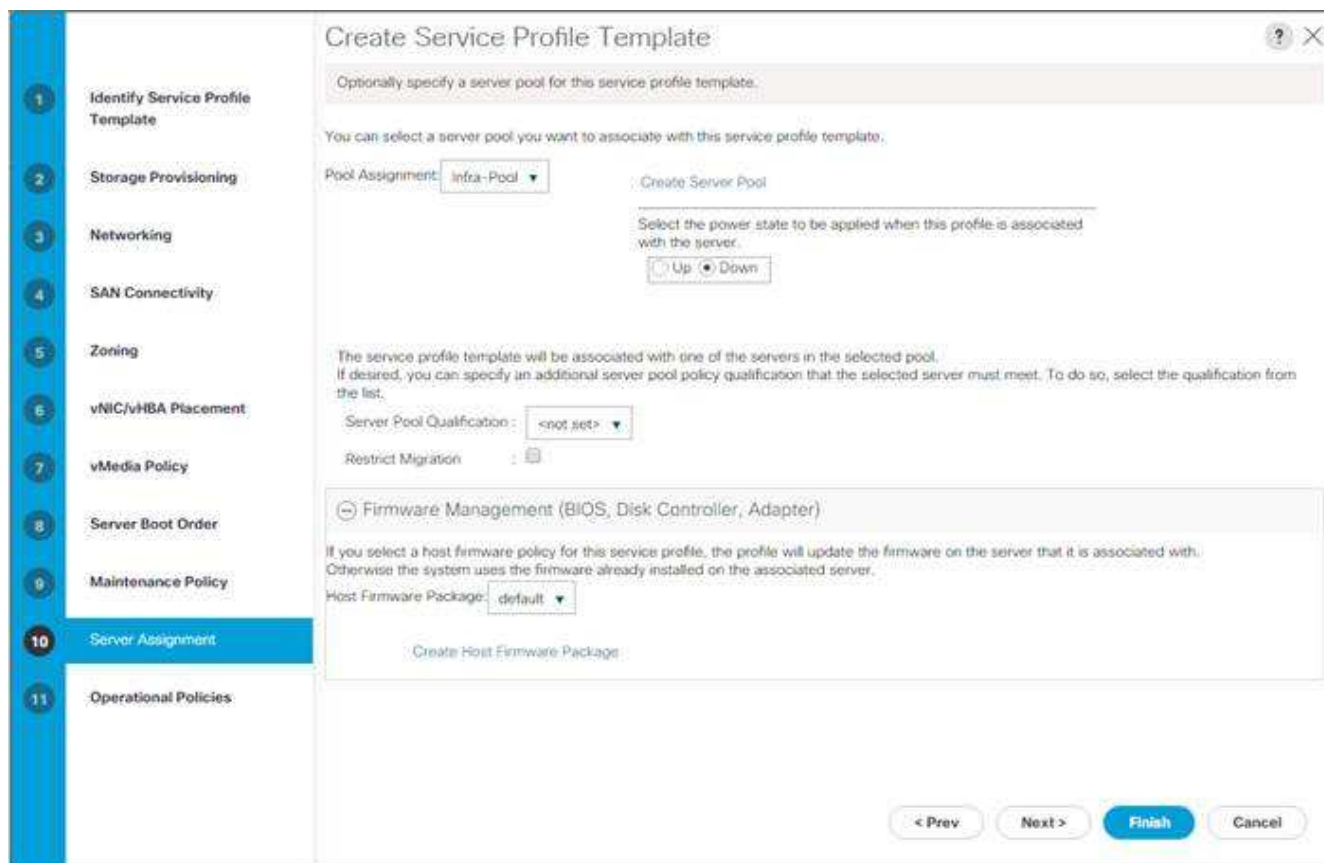 Create Service Profile Template
?
Optionally specify a server pool for this service profile template.
1
Identify Service Profile
Template
2
Storage Provisioning
3
Networking
4
SAN Connectivity
5
Zoning
6
vNIC/vHBA Placement
7
vMedia Policy
8
Server Boot Order
9
Maintenance Policy
10
Server Assignment
11
Operational Policies
You can select a server pool you want to associate with this service profile template.
Pool Assignment: Infra-Pool
Create Server Pool
Select the power state to be applied when this profile is associated
with the server.
Up Down
The service profile template will be associated with one of the servers in the selected pool.
If desired, you can specify an additional server pool policy qualification that the selected server must meet. To do so, select the qualification from
the list.
Server Pool Qualification : <not set>
Restrict Migration :
Firmware Management (BIOS, Disk Controller, Adapter)
If you select a host firmware policy for this service profile, the profile will update the firmware on the server that it is associated with.
Otherwise the system uses the firmware already installed on the associated server.
Host Firmware Package: default
Create Host Firmware Package
< Prev Next > Finish Cancel